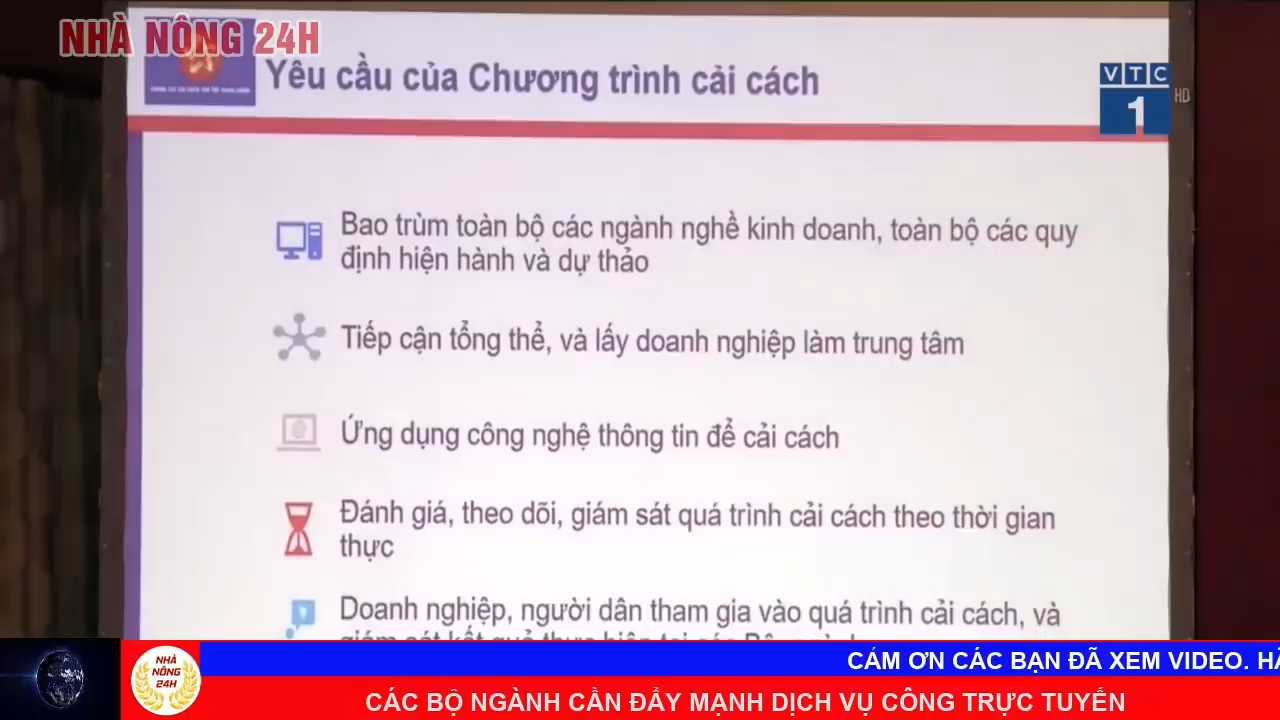 NHÀ NÔNG 24H
Yêu cầu của Chương trình cải cách
VTC
1
HD
Bao trùm toàn bộ các ngành nghề kinh doanh, toàn bộ các quy
định hiện hành và dự thảo
Tiếp cận tổng thể, và lấy doanh nghiệp làm trung tâm
Ứng dụng công nghệ thông tin để cải cách
Đánh giá, theo dõi, giám sát quá trình cải cách theo thời gian
thực
Doanh nghiệp, người dân tham gia vào quá trình cải cách, và
NHÀ
NÔNG
24H
CÁM ƠN CÁC BẠN ĐÃ XEM VIDEO.
CÁC BỘ NGÀNH CẦN ĐẨY MẠNH DỊCH VỤ CÔNG TRỰC TUYẾN